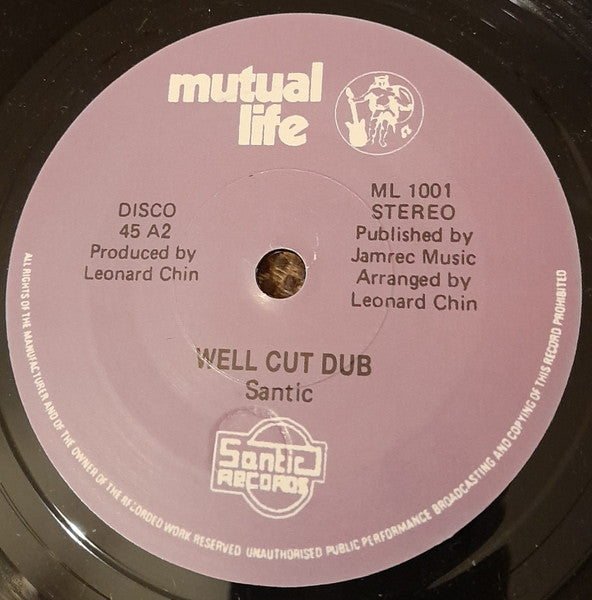 mutual
life
DISCO
45 A2
Produced by
Leonard Chin
ML 1001
STEREO
Published by
Jamrec Music
Arranged by
Leonard Chin
WELL CUT DUB
Santic
Santic
RECORDS
ALL RIGHTS OF THE MANUFACTURER AND OF THE OWNER OF THE RECORDED WORK RESERVED UNAUTHORISED PUBLIC PERFORMANCE BROADCASTING AND COPYING OF THIS RECORD PROHIBITED